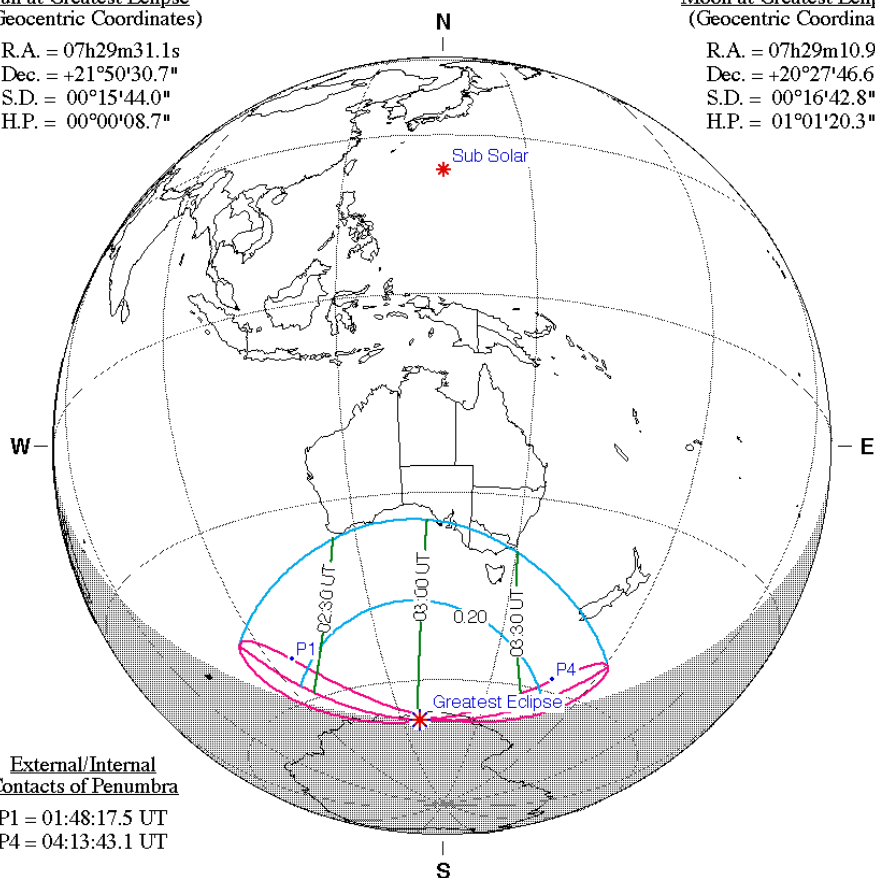 (Geocentric Coordinates)
R.A. = 07h29m31.1s
Dec. = +21°50'30.7"
S.D. = 00°15'44.0"
H.P. = 00°00'08.7"
N
(Geocentric Coordina
R.A. = 07h29m10.9
Dec. = +20°27'46.6
S.D. = 00°16'42.8"
H.P. = 01°01'20.3"
Sub Solar
W
E
02:30 UT
03:00 UT
0.20
03:30 UT
P1
P4
Greatest Eclipse
External/Internal
Contacts of Penumbra
P1 = 01:48:17.5 UT
P4 = 04:13:43.1 UT
S